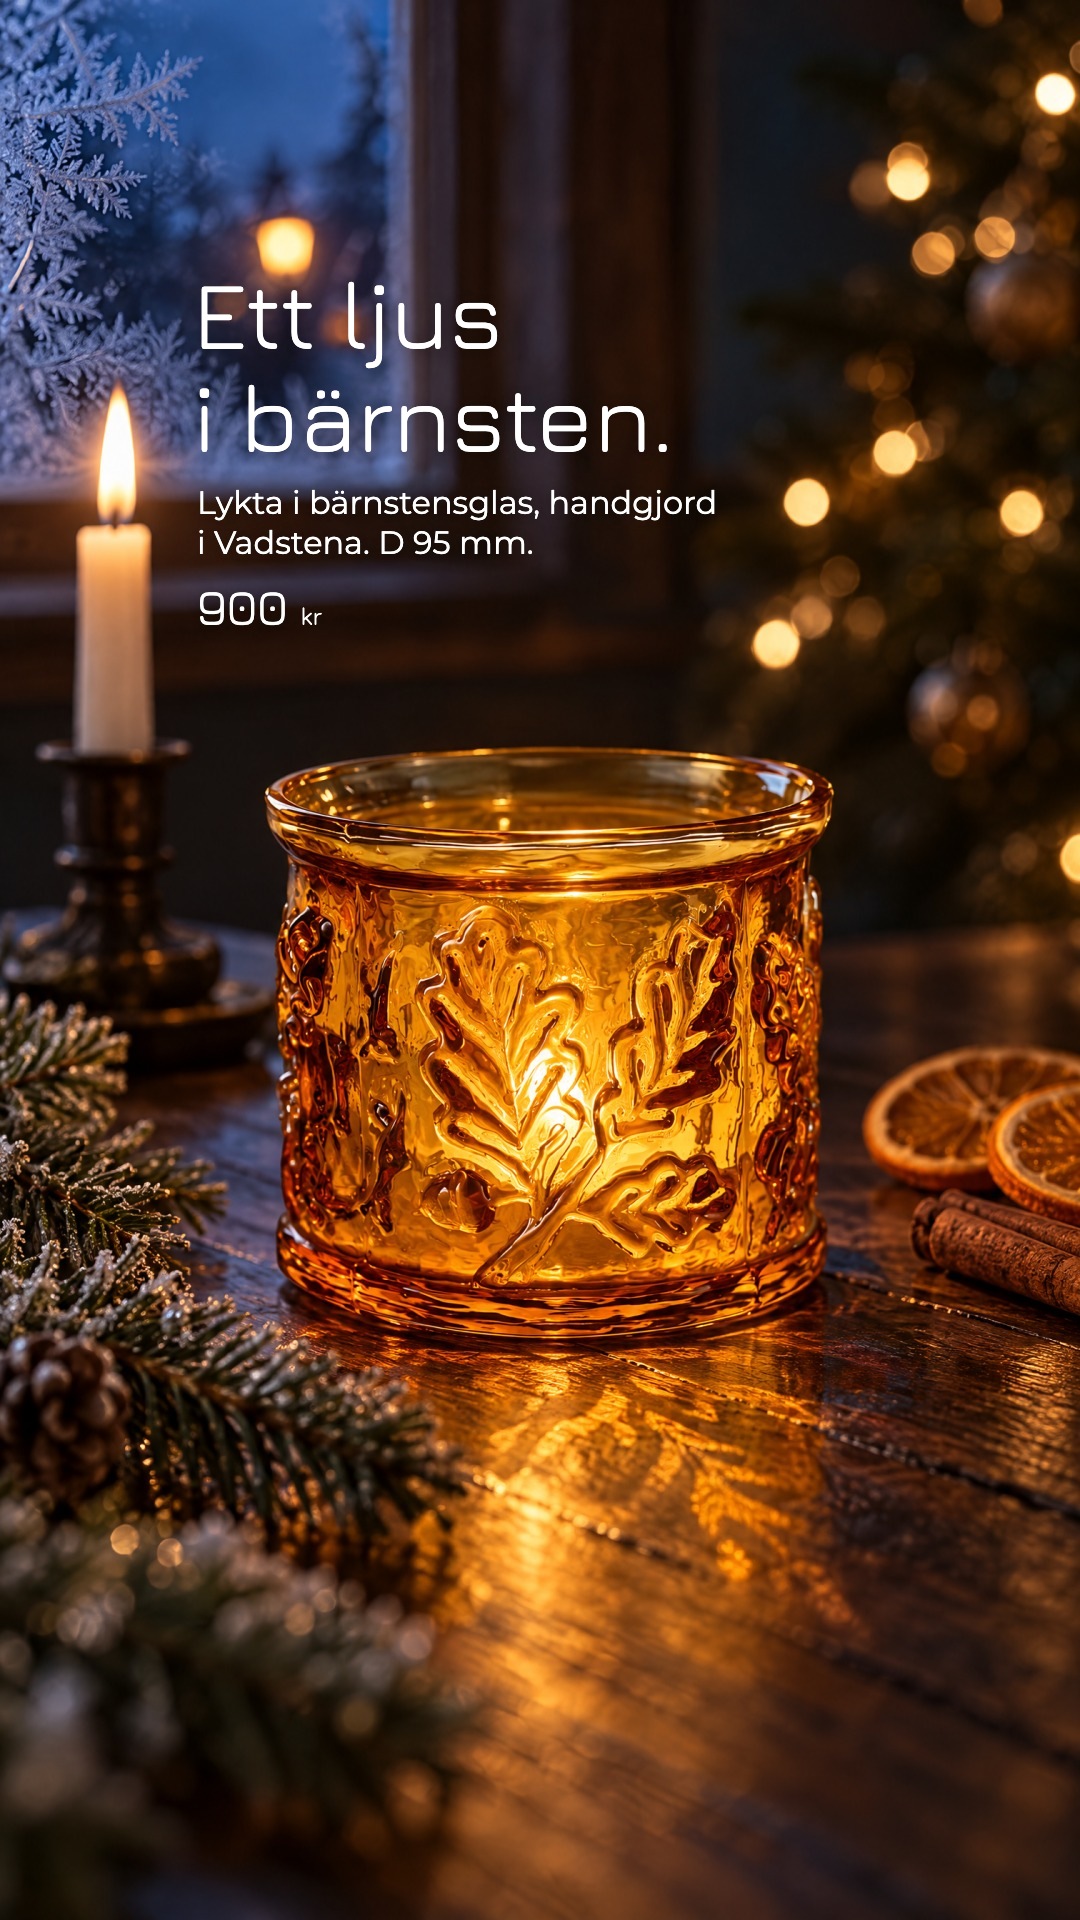 Ett ljus
i bärnsten.
Lykta i bärnstensglas, handgjord
i Vadstena. D 95 mm.
900 kr